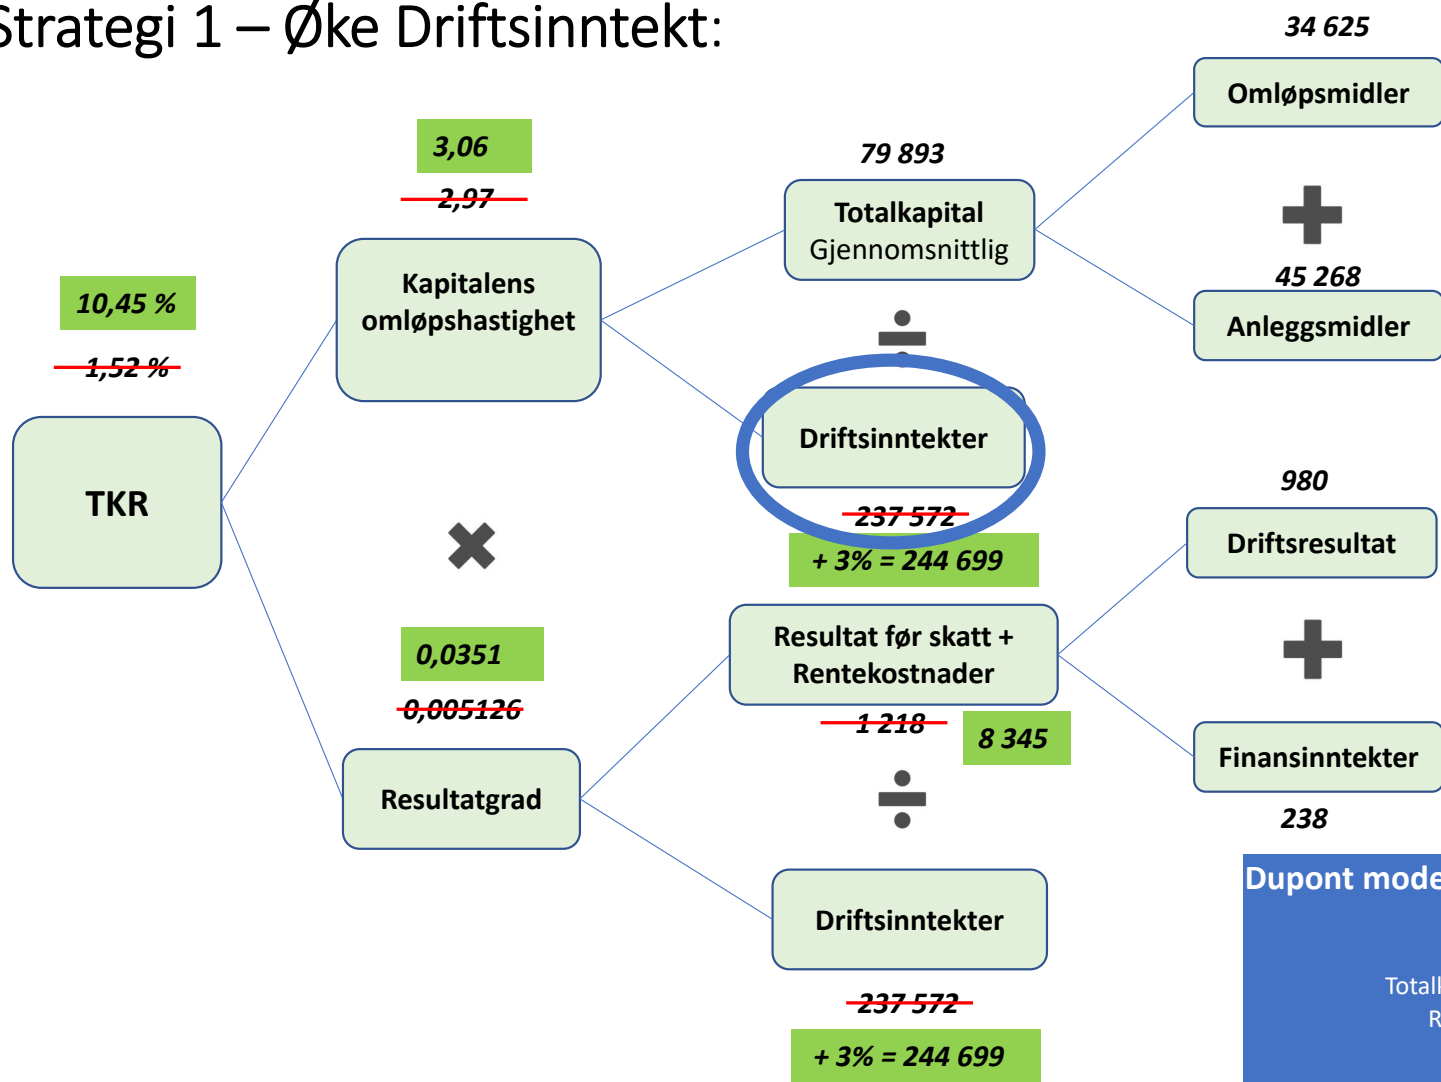 Strategi 1 – Øke Driftsinntekt:
34 625
Omløpsmidler
3,06
2,97
79 893
Totalkapital
Gjennomsnittlig
45 268
Anleggsmidler
Kapitalens
omløpshastighet
10,45 %
1,52 %
TKR
Driftsinntekter
237 572
+ 3% = 244 699
980
Driftsresultat
Resultat før skatt +
Rentekostnader
1 218
8 345
0,0351
0,005126
Resultatgrad
Finansinntekter
238
Driftsinntekter
237 572
+ 3% = 244 699
Dupont